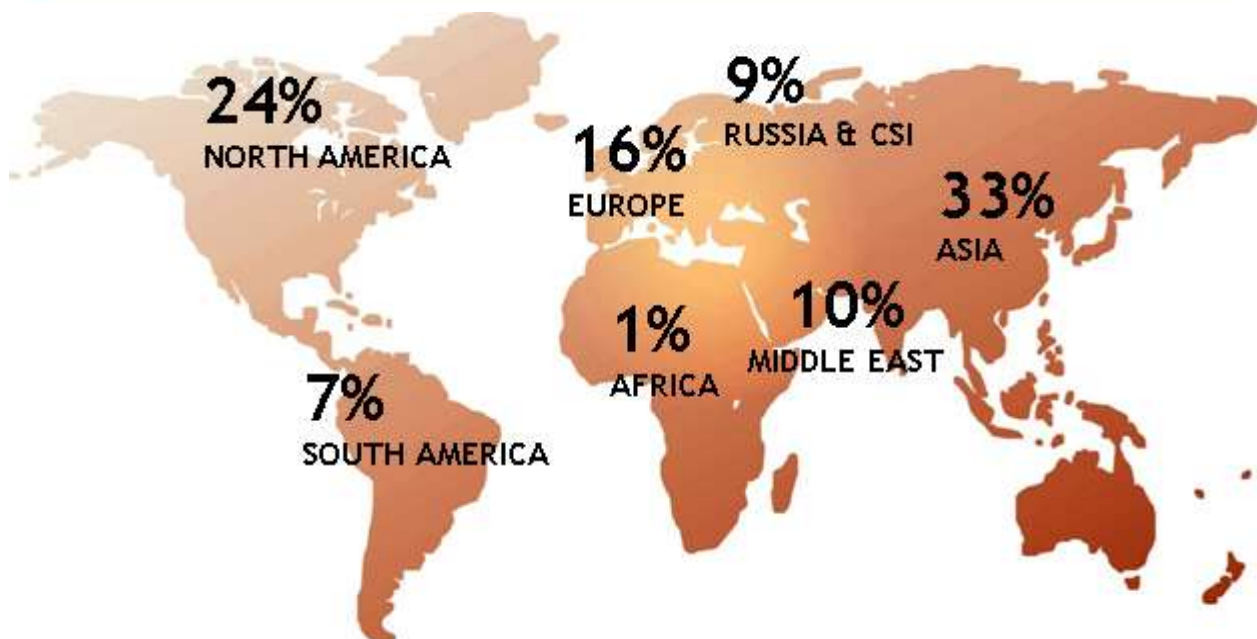 24%
NORTH AMERICA
9%
RUSSIA & CSI
16%
EUROPE
33%
ASIA
10%
MIDDLE EAST
1%
AFRICA
7%
SOUTH AMERICA